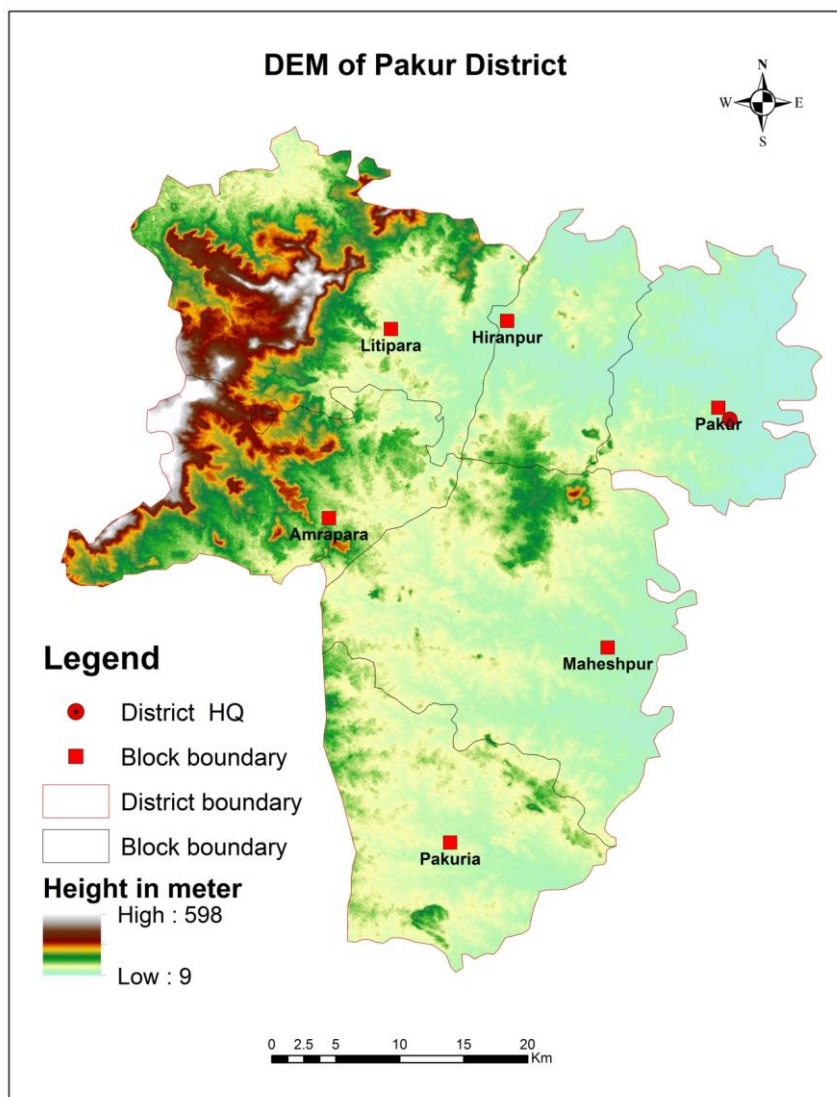 DEM of Pakur District
N
W E
S
Litipara
Hiranpur
Pakur
Amrapara
Maheshpur
Pakuria
Legend
District HQ
Block boundary
District boundary
Block boundary
Height in meter
High : 598
Low : 9
0 2.5 5 10 15 20
Km